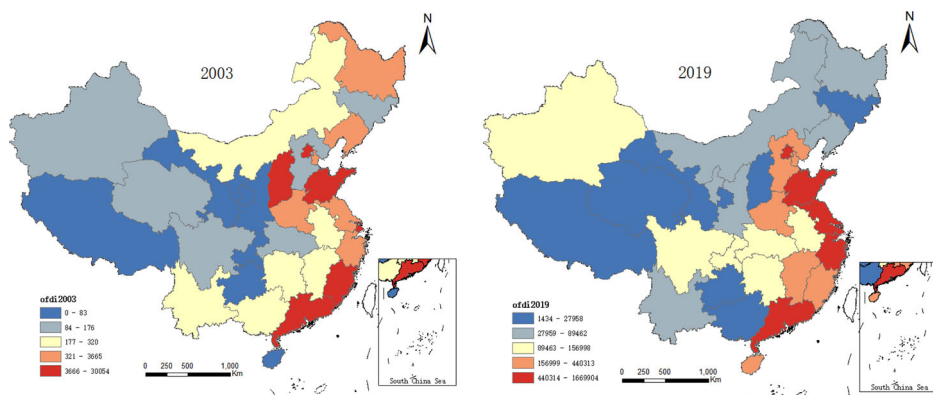 N
2003
ofdi2003
0 - 83
84 - 176
177 - 320
321 - 3665
3666 - 30054
0 250 500 1,000
Km
South China Sea
N
2019
ofdi2019
1434 - 27958
27959 - 89462
89463 - 156998
156999 - 440313
440314 - 1669904
0 250 500 1,000
Km
South China Sea